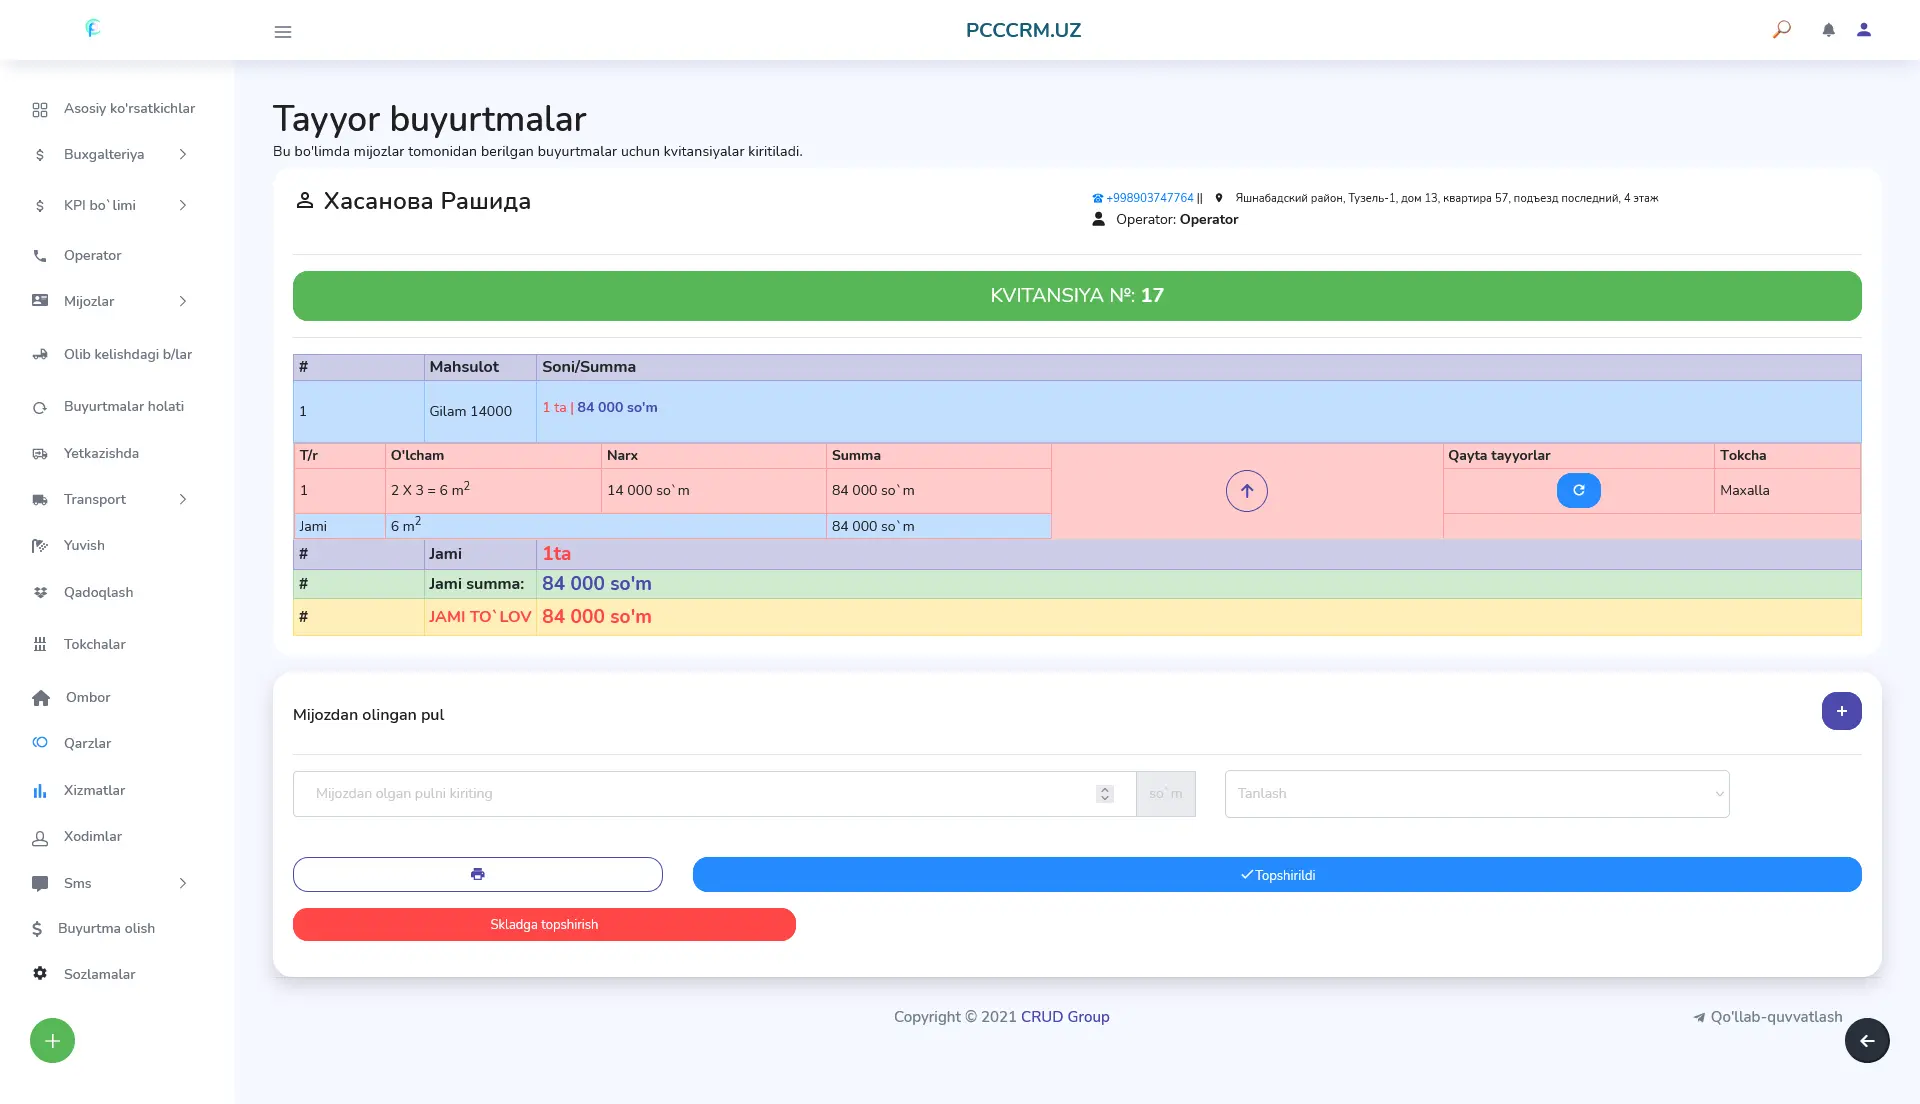 PCCCRM.UZ
Asosiy ko'rsatkichlar
Buxgalteriya
KPI bo`limi
Operator
Mijozlar
Olib kelishdagi b/lar
Buyurtmalar holati
Yetkazishda
Transport
Yuvish
Qadoqlash
Tokchalar
Ombor
Qarzlar
Xizmatlar
Xodimlar
Sms
Buyurtma olish
Sozlamalar
Tayyor buyurtmalar
Bu bo'limda mijozlar tomonidan berilgan buyurtmalar uchun kvitansiyalar kiritiladi.
Хасанова Рашида
+998903747764 || Яшнабадский район, Тузель-1, дом 13, квартира 57, подъезд последний, 4 этаж
Operator: Operator
KVITANSIYA №: 17
# Mahsulot Soni/Summa
1 Gilam 14000 1 ta | 84 000 so'm
T/r O'lcham Narx Summa Qayta tayyorlar Tokcha
1 2 X 3 = 6 m² 14 000 so`m 84 000 so`m Maxalla
Jami 6 m² 84 000 so`m
# Jami 1ta
# Jami summa: 84 000 so'm
# JAMI TO`LOV 84 000 so'm
Mijozdan olingan pul
Mijozdan olgan pulni kiriting so`m Tanlash
Topshirildi
Skladga topshirish
Copyright © 2021 CRUD Group
Qo'llab-quvvatlash